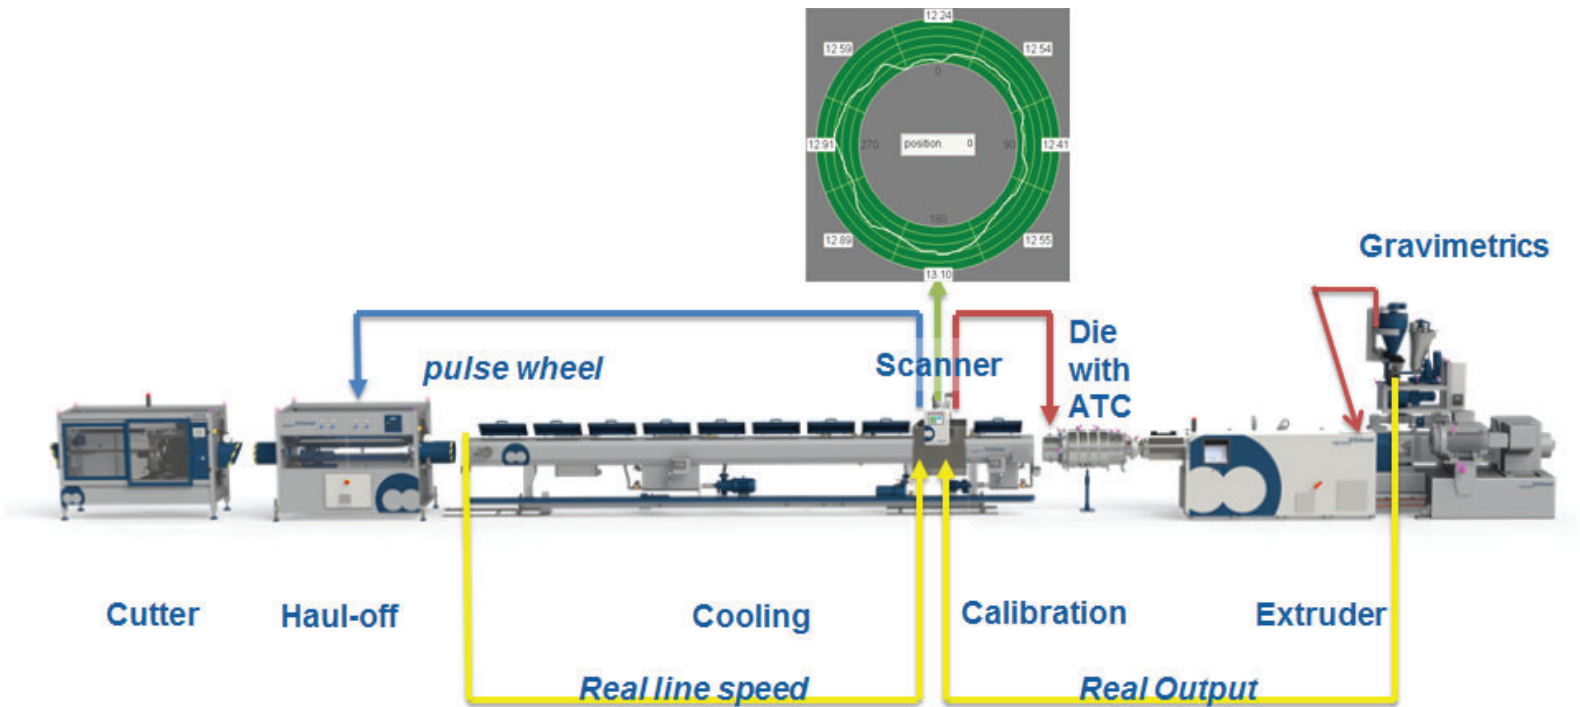 12.24
12.59
12.54
0
12.91
270
position 0
90
12.41
180
12.89
12.55
13.10
Gravimetrics
pulse wheel
Scanner
Die
with
ATC
Cutter
Haul-off
Cooling
Calibration
Extruder
Real line speed
Real Output